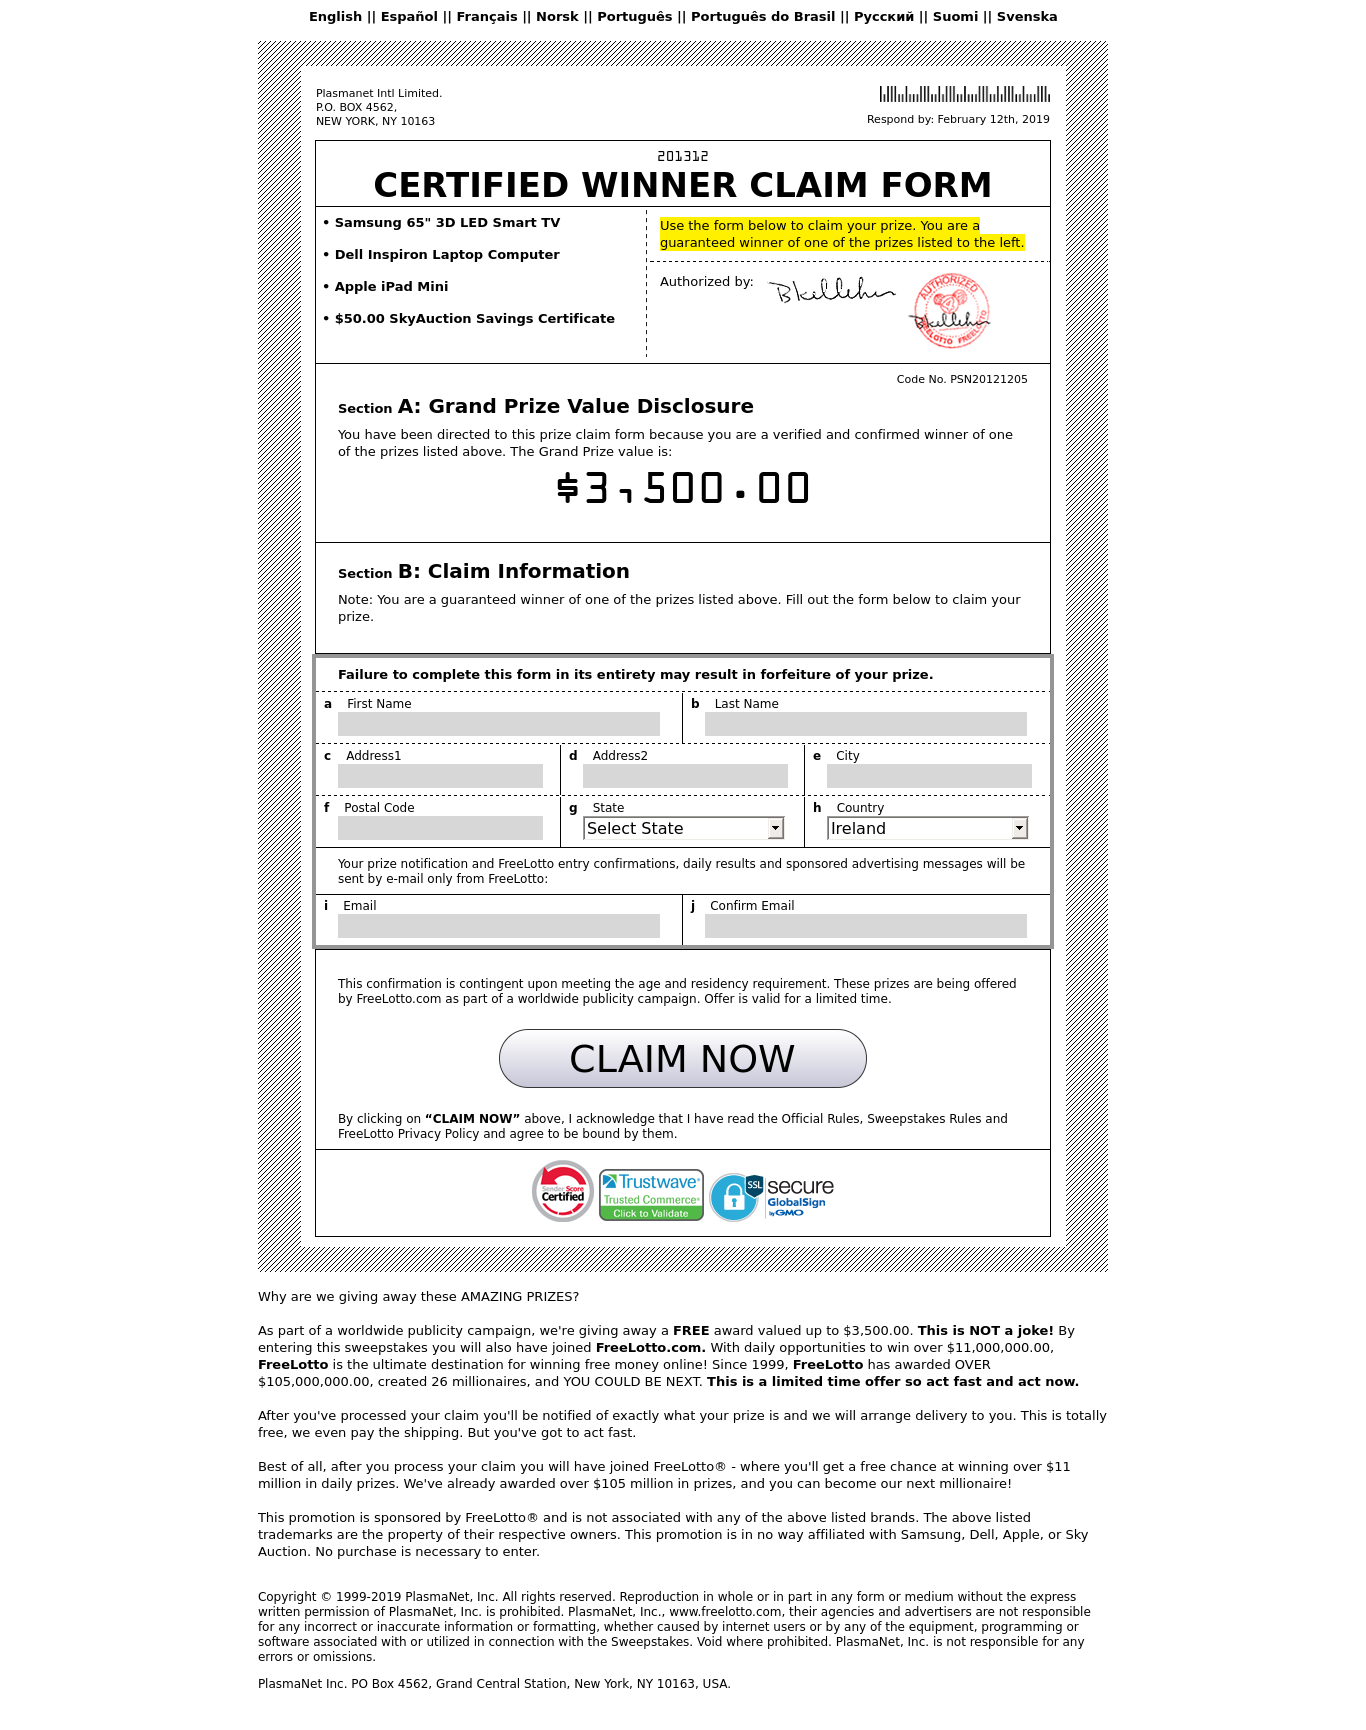 English || Español || Français || Norsk || Português || Português do Brasil || Русский || Suomi || Svenska
Plasmanet Intl Limited.
P.O. BOX 4562,
NEW YORK, NY 10163
Respond by: February 12th, 2019
201312
CERTIFIED WINNER CLAIM FORM
• Samsung 65" 3D LED Smart TV
• Dell Inspiron Laptop Computer
• Apple iPad Mini
• $50.00 SkyAuction Savings Certificate
Use the form below to claim your prize. You are a
guaranteed winner of one of the prizes listed to the left.
Authorized by:
AUTHORIZED
FREELOTTO FREELOTTO
Code No. PSN20121205
Section A: Grand Prize Value Disclosure
You have been directed to this prize claim form because you are a verified and confirmed winner of one
of the prizes listed above. The Grand Prize value is:
$3,500.00
Section B: Claim Information
Note: You are a guaranteed winner of one of the prizes listed above. Fill out the form below to claim your
prize.
Failure to complete this form in its entirety may result in forfeiture of your prize.
a First Name
b Last Name
c Address1
d Address2
e City
f Postal Code
g State
h Country
Select State
Ireland
Your prize notification and FreeLotto entry confirmations, daily results and sponsored advertising messages will be
sent by e-mail only from FreeLotto:
i Email
j Confirm Email
This confirmation is contingent upon meeting the age and residency requirement. These prizes are being offered
by FreeLotto.com as part of a worldwide publicity campaign. Offer is valid for a limited time.
CLAIM NOW
By clicking on “CLAIM NOW” above, I acknowledge that I have read the Official Rules, Sweepstakes Rules and
FreeLotto Privacy Policy and agree to be bound by them.
Sender Score
Certified
Trustwave®
Trusted Commerce®
Click to Validate
SSL
secure
GlobalSign
by GMO
Why are we giving away these AMAZING PRIZES?
As part of a worldwide publicity campaign, we're giving away a FREE award valued up to $3,500.00. This is NOT a joke! By
entering this sweepstakes you will also have joined FreeLotto.com. With daily opportunities to win over $11,000,000.00,
FreeLotto is the ultimate destination for winning free money online! Since 1999, FreeLotto has awarded OVER
$105,000,000.00, created 26 millionaires, and YOU COULD BE NEXT. This is a limited time offer so act fast and act now.
After you've processed your claim you'll be notified of exactly what your prize is and we will arrange delivery to you. This is totally
free, we even pay the shipping. But you've got to act fast.
Best of all, after you process your claim you will have joined FreeLotto® - where you'll get a free chance at winning over $11
million in daily prizes. We've already awarded over $105 million in prizes, and you can become our next millionaire!
This promotion is sponsored by FreeLotto® and is not associated with any of the above listed brands. The above listed
trademarks are the property of their respective owners. This promotion is in no way affiliated with Samsung, Dell, Apple, or Sky
Auction. No purchase is necessary to enter.
Copyright © 1999-2019 PlasmaNet, Inc. All rights reserved. Reproduction in whole or in part in any form or medium without the express
written permission of PlasmaNet, Inc. is prohibited. PlasmaNet, Inc., www.freelotto.com, their agencies and advertisers are not responsible
for any incorrect or inaccurate information or formatting, whether caused by internet users or by any of the equipment, programming or
software associated with or utilized in connection with the Sweepstakes. Void where prohibited. PlasmaNet, Inc. is not responsible for any
errors or omissions.
PlasmaNet Inc. PO Box 4562, Grand Central Station, New York, NY 10163, USA.